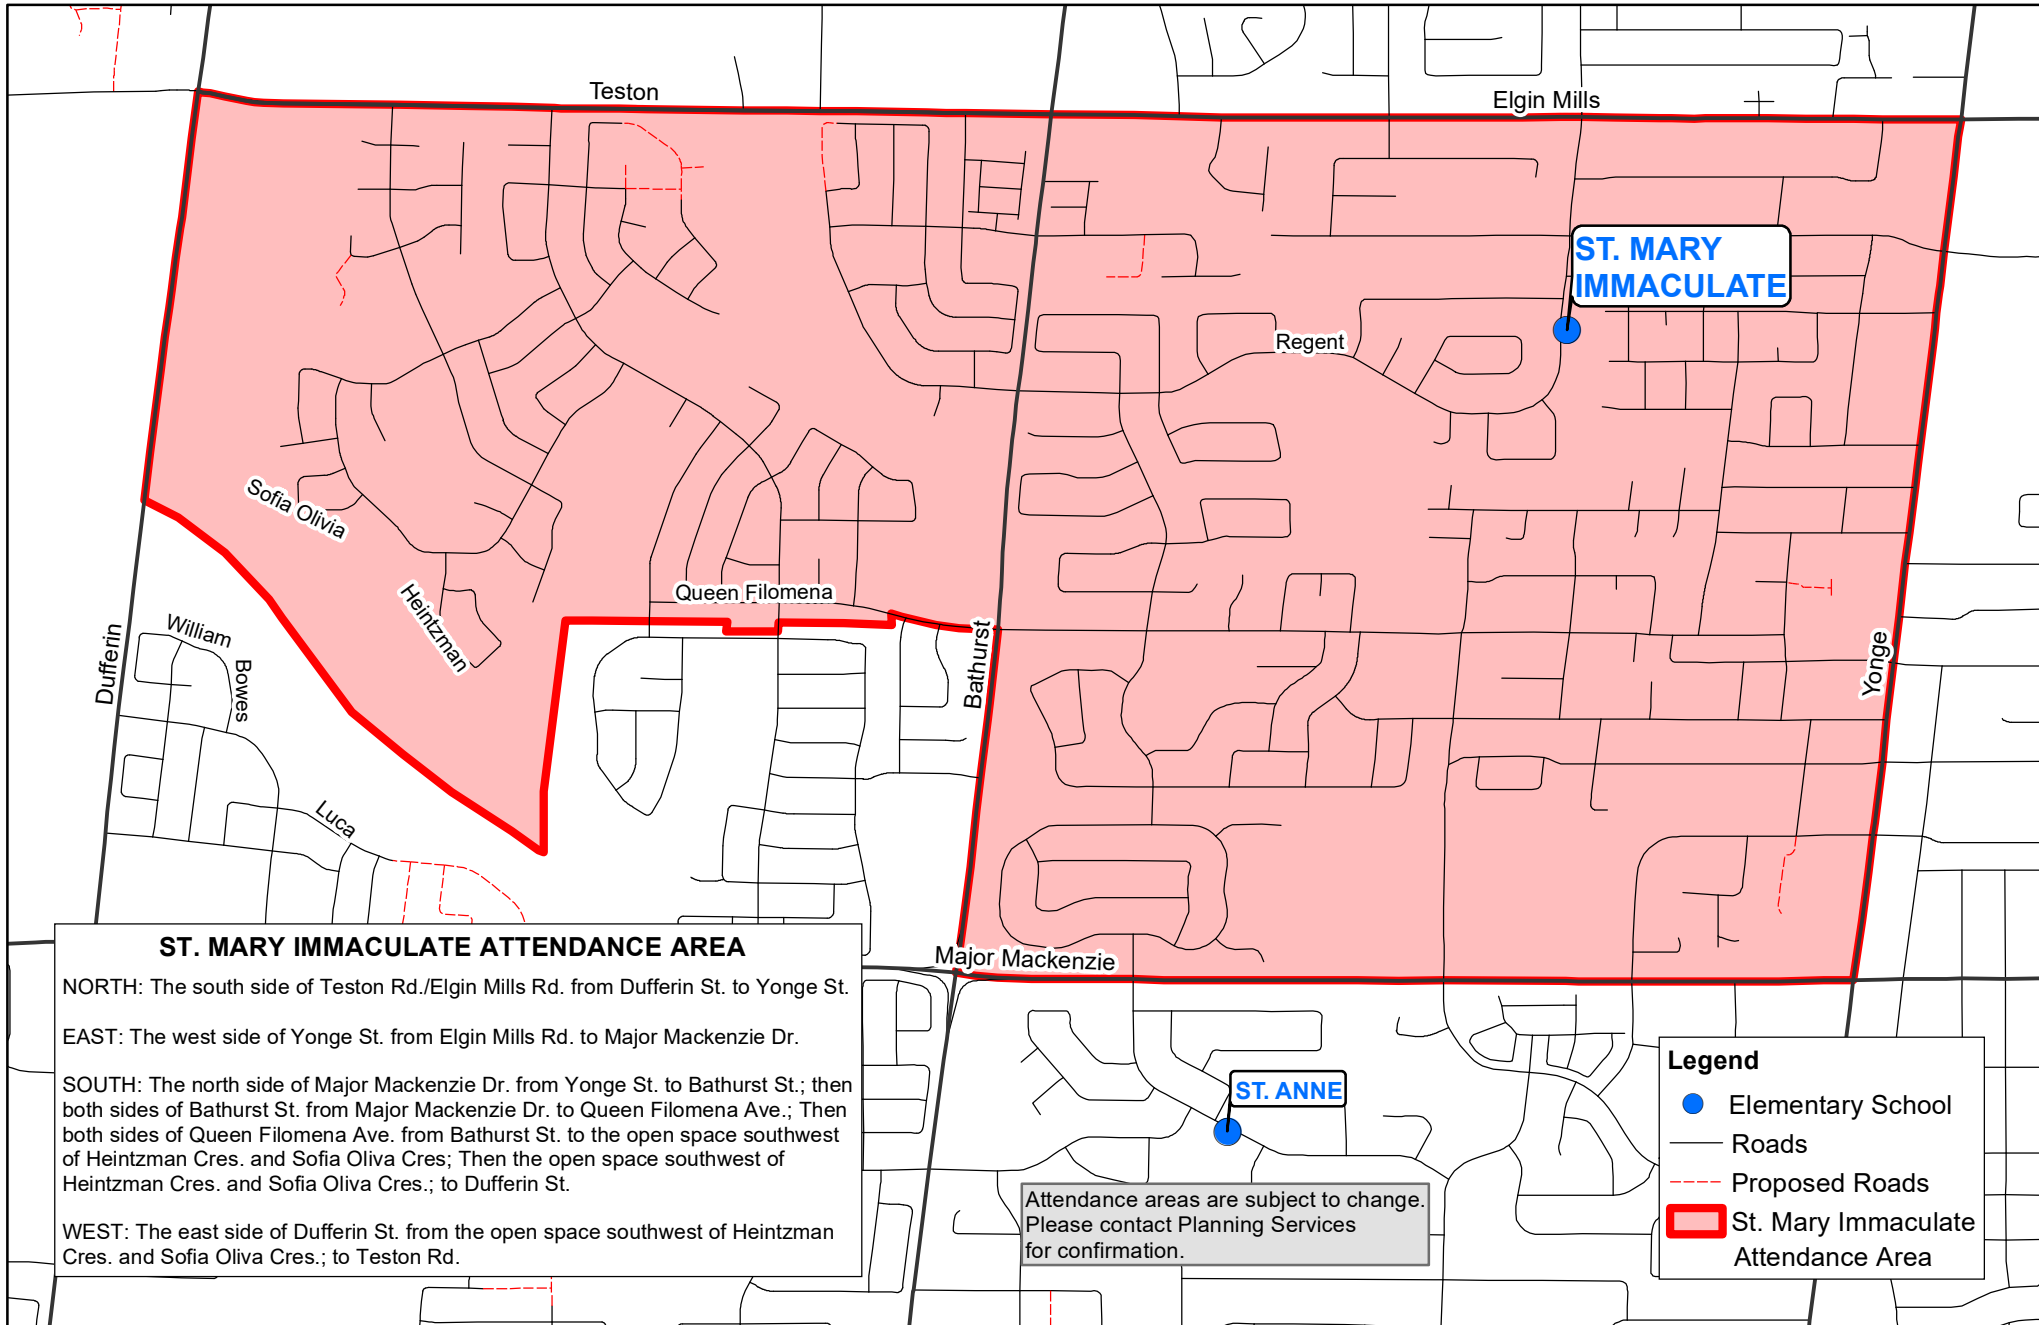 Teston
Elgin Mills
ST. MARY
IMMACULATE
Regent
Sofia Olivia
Heintzman
Queen Filomena
William
Bowes
Dufferin
Bathurst
Yonge
Luca
Major Mackenzie
ST. ANNE
ST. MARY IMMACULATE ATTENDANCE AREA
NORTH: The south side of Teston Rd./Elgin Mills Rd. from Dufferin St. to Yonge St.
EAST: The west side of Yonge St. from Elgin Mills Rd. to Major Mackenzie Dr.
SOUTH: The north side of Major Mackenzie Dr. from Yonge St. to Bathurst St.; then
both sides of Bathurst St. from Major Mackenzie Dr. to Queen Filomena Ave.; Then
both sides of Queen Filomena Ave. from Bathurst St. to the open space southwest
of Heintzman Cres. and Sofia Oliva Cres; Then the open space southwest of
Heintzman Cres. and Sofia Oliva Cres.; to Dufferin St.
WEST: The east side of Dufferin St. from the open space southwest of Heintzman
Cres. and Sofia Oliva Cres.; to Teston Rd.
Attendance areas are subject to change.
Please contact Planning Services
for confirmation.
Legend
Elementary School
Roads
Proposed Roads
St. Mary Immaculate
Attendance Area